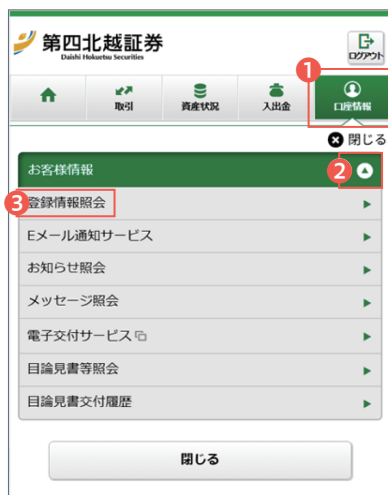 第四北越証券
Daishi Hokuetsu Securities
ログアウト
1
取引
資産状況
入出金
口座情報
閉じる
お客様情報
2
3
登録情報照会
Eメール通知サービス
お知らせ照会
メッセージ照会
電子交付サービス
目論見書等照会
目論見書交付履歴
閉じる